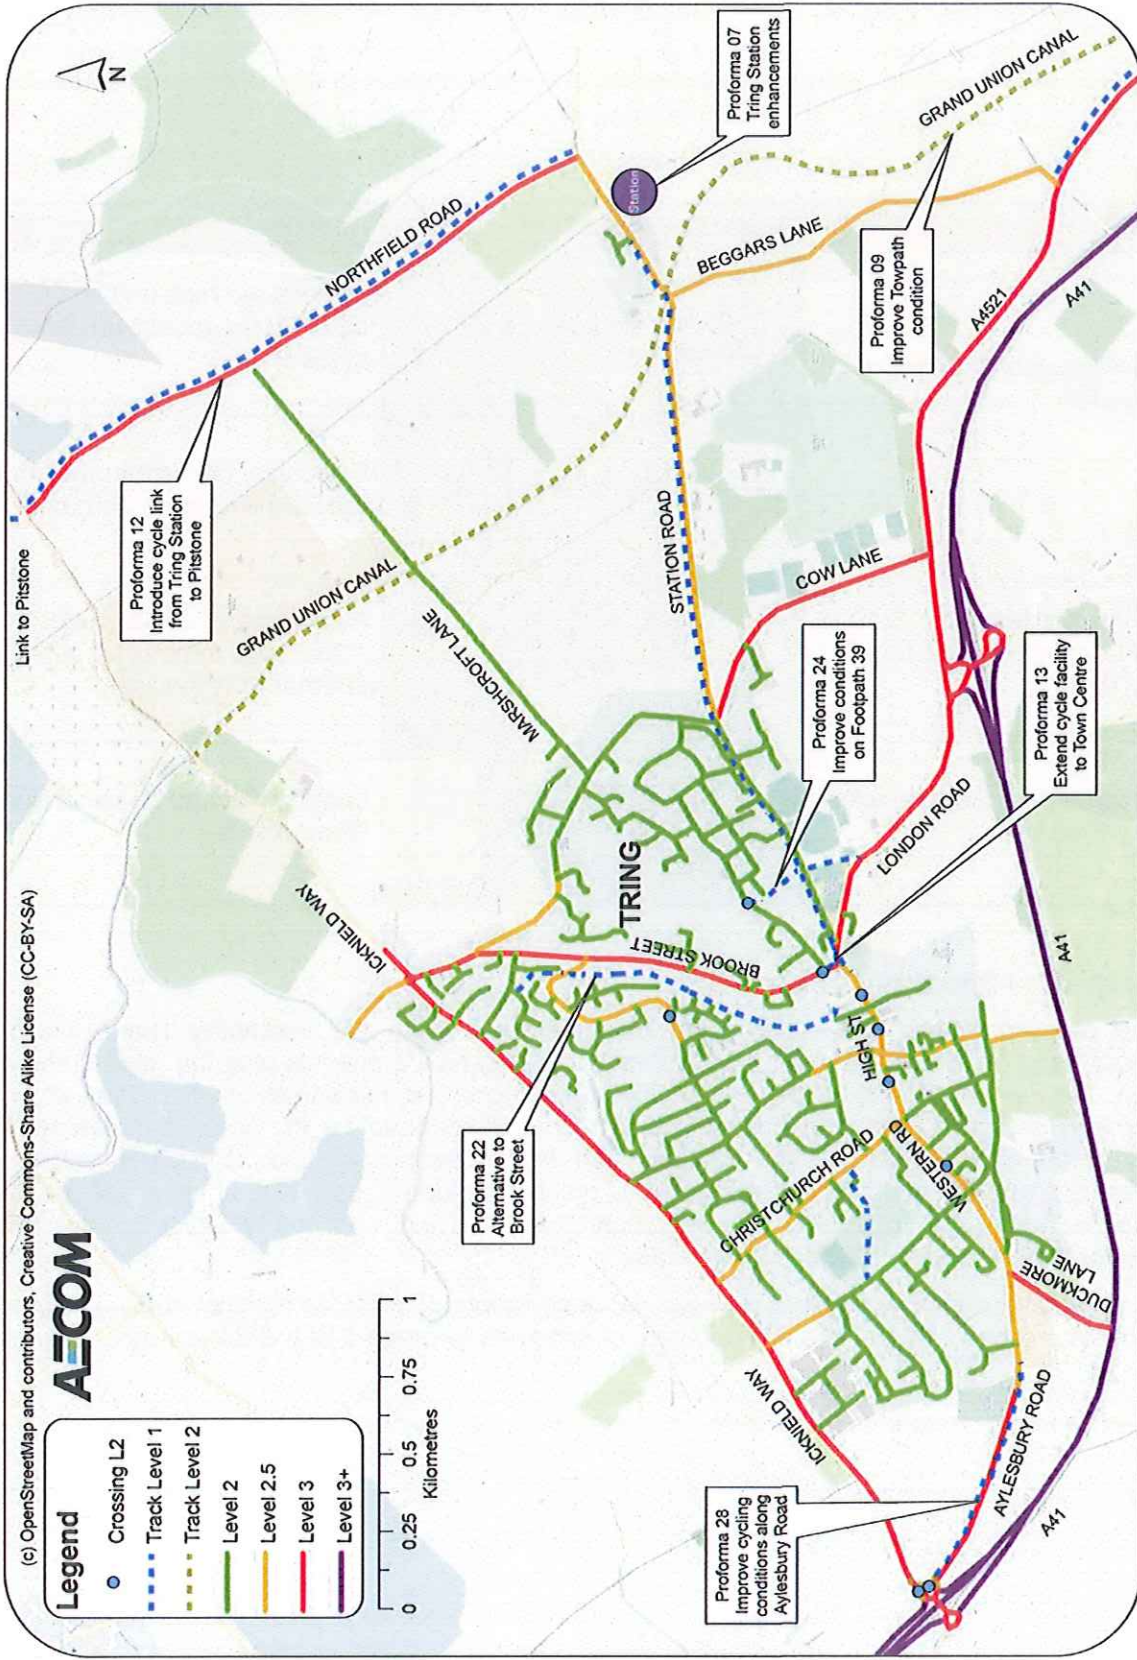 (c) OpenStreetMap and contributors, Creative Commons-Share Alike License (CC-BY-SA)
AECOM
Legend
Crossing L2
Track Level 1
Track Level 2
Level 2
Level 2.5
Level 3
Level 3+
0
0.25
0.5
0.75
1
Kilometres
Link to Pitstone
N
Proforma 12
Introduce cycle link
from Tring Station
to Pitstone
NORTHFIELD ROAD
Proforma 07
Tring Station
enhancements
Station
GRAND UNION CANAL
GRAND UNION CANAL
MARSHCROFT LANE
BEGGARS LANE
Proforma 09
Improve Towpath
condition
A4521
A41
STATION ROAD
COW LANE
ICKNIELD WAY
TRING
BROOK STREET
Proforma 24
Improve conditions
on Footpath 39
Proforma 13
Extend cycle facility
to Town Centre
LONDON ROAD
A41
HIGH ST
Proforma 22
Alternative to
Brook Street
CHRISTCHURCH ROAD
WESTERN RD
DUCKMORE
LANE
ICKNIELD WAY
AYLESBURY ROAD
A41
Proforma 28
Improve cycling
conditions along
Aylesbury Road